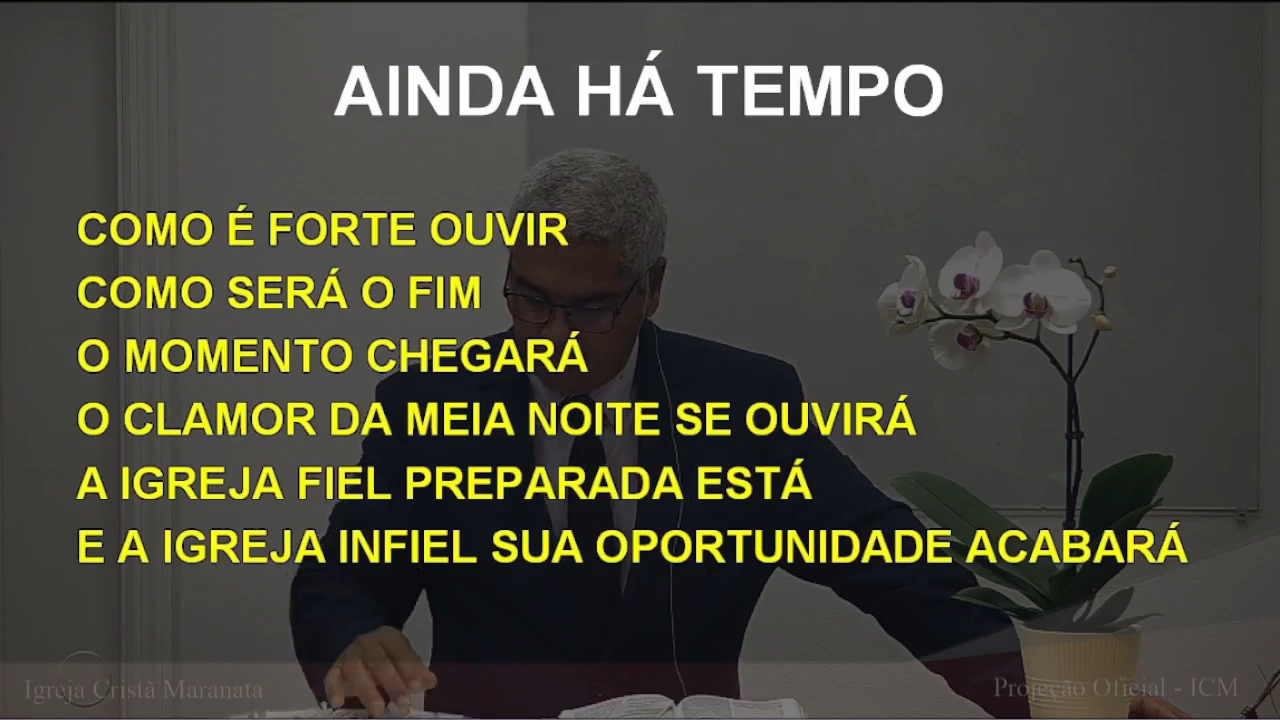 AINDA HÁ TEMPO
COMO É FORTE OUVIR
COMO SERÁ O FIM
O MOMENTO CHEGARÁ
O CLAMOR DA MEIA NOITE SE OUVIRÁ
A IGREJA FIEL PREPARADA ESTÁ
E A IGREJA INFIEL SUA OPORTUNIDADE ACABARÁ
Igreja Cristã Maranata
Projeção Oficial - ICM